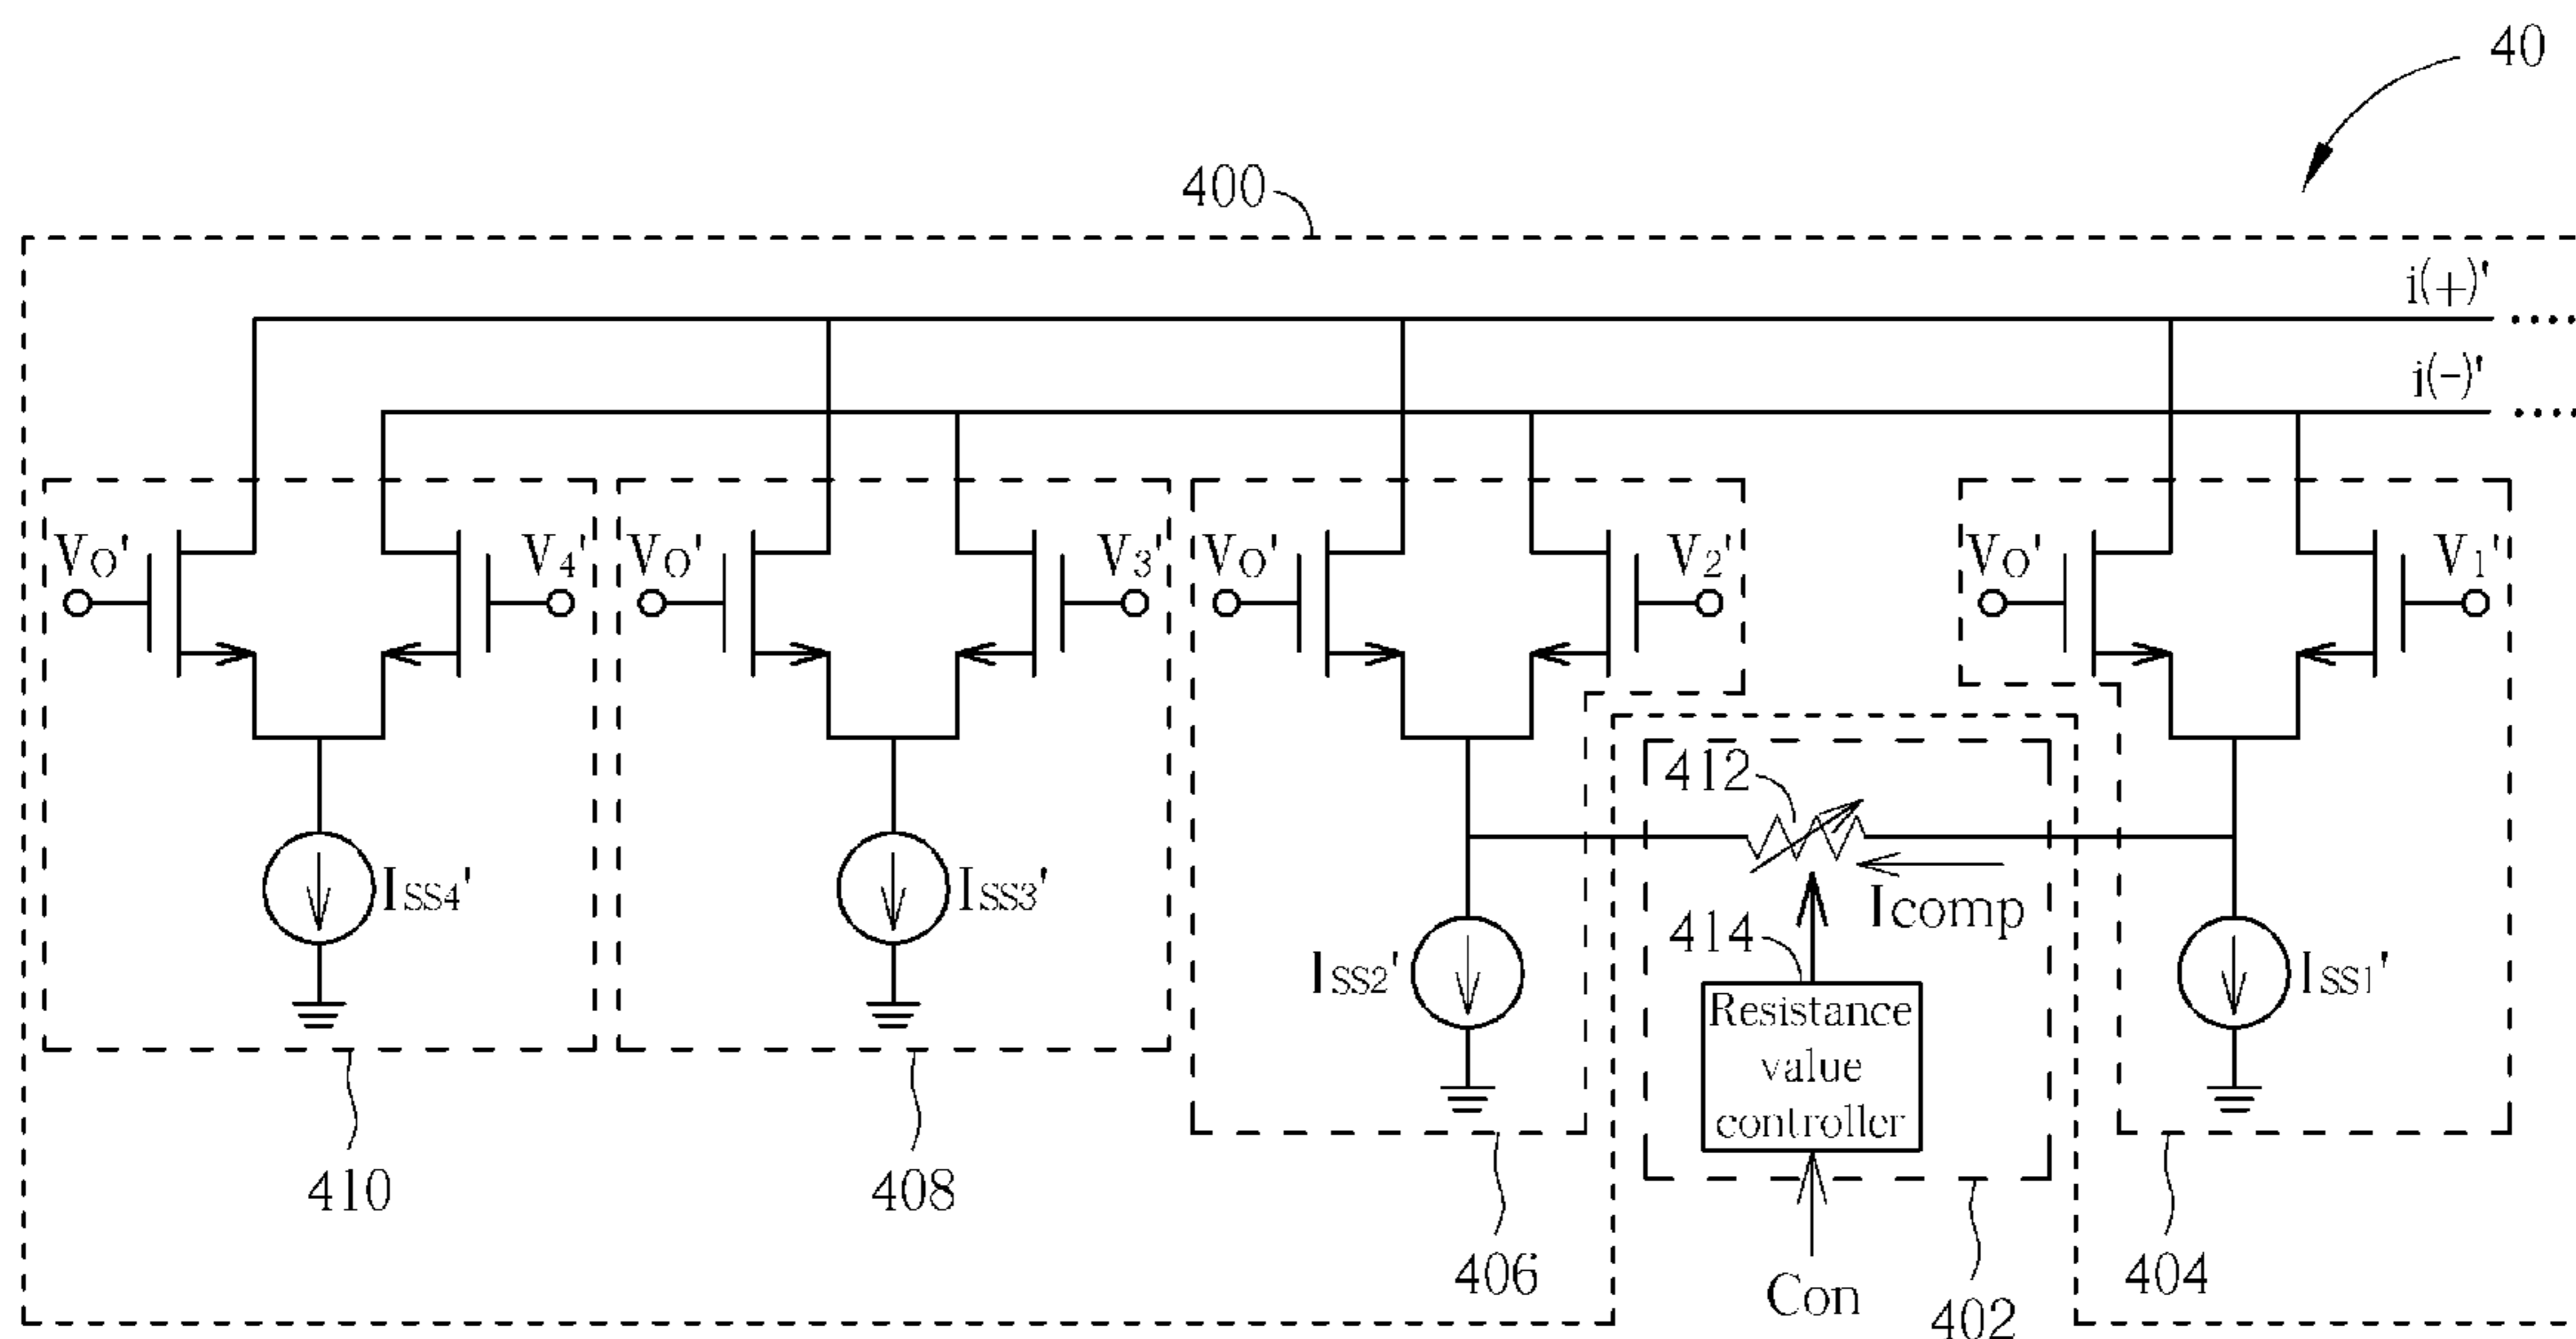 40
400
i(+)'
i(-)'
VO' V4' VO' V3' VO' V2' VO' V1'
412
ISS4' ISS3' Icomp
414
ISS2' Resistance value controller ISS1'
410 408 406 Con 402 404